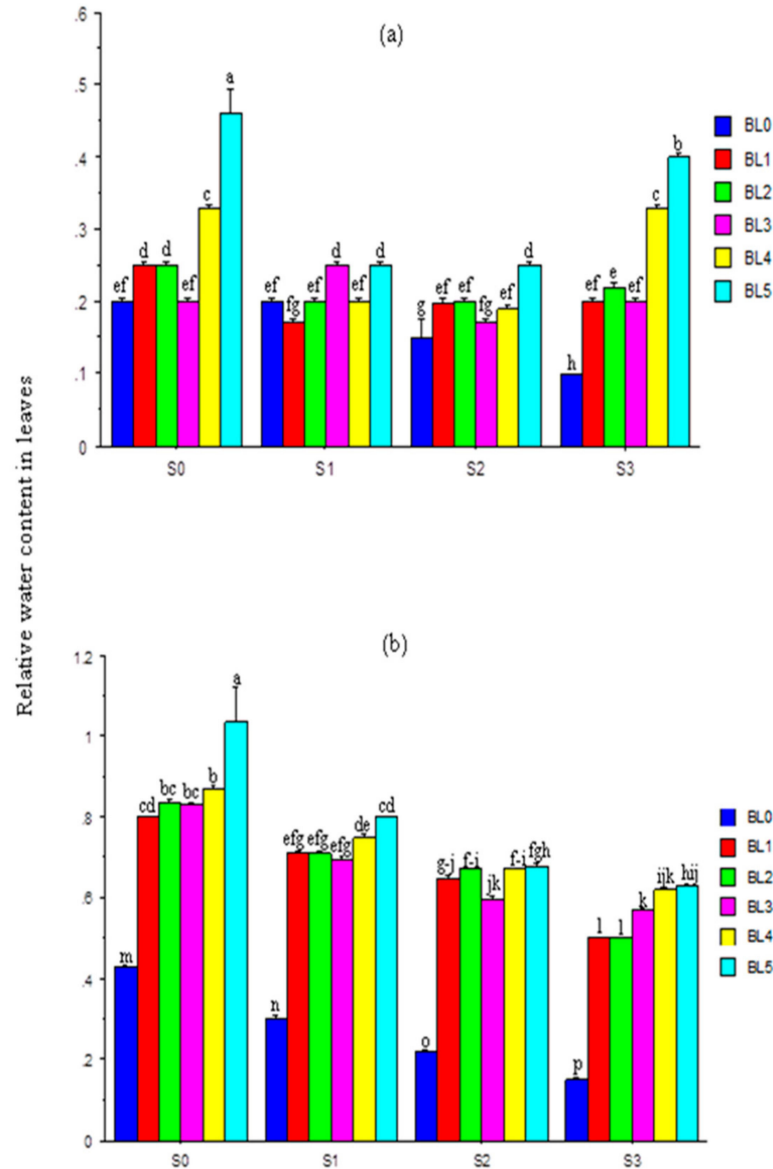 (a)
.6
.5
.4
.3
.2
.1
0
ef d d ef c a
ef fg ef d ef d
g ef ef fg ef d
h ef e ef c b
S0 S1 S2 S3
BL0
BL1
BL2
BL3
BL4
BL5
Relative water content in leaves
(b)
1.2
1
.8
.6
.4
.2
0
m cd bc bc b a
n efg efg efg de cd
o g-j f-i jk f-i fgh
p l l k ijk hij
S0 S1 S2 S3
BL0
BL1
BL2
BL3
BL4
BL5